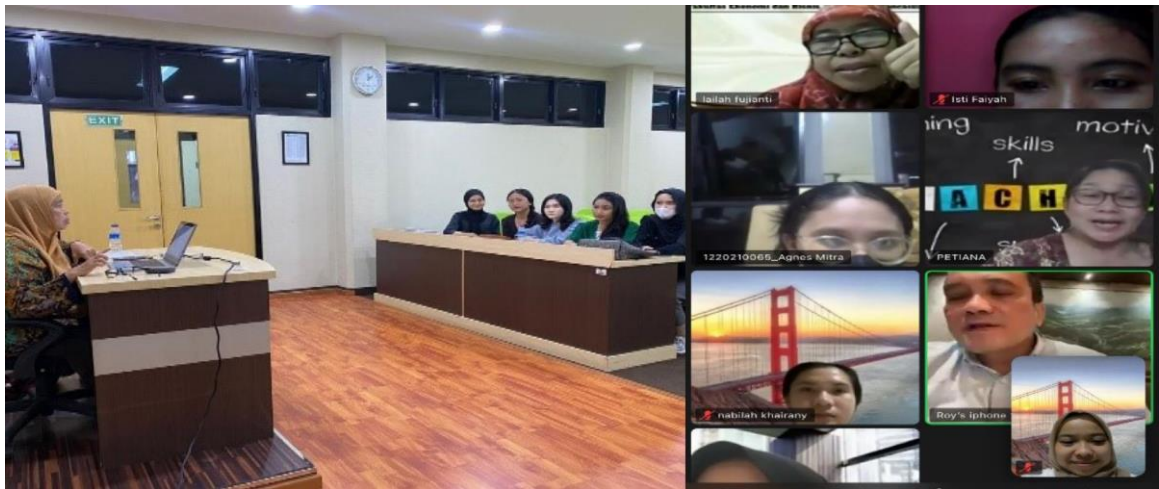 EXIT
lailah fujianti
Isti Faiyah
ning
motiv
skills
A C H
1220210065_Agnes Mitra
PETIANA
nabilah khairany
Roy's iphone